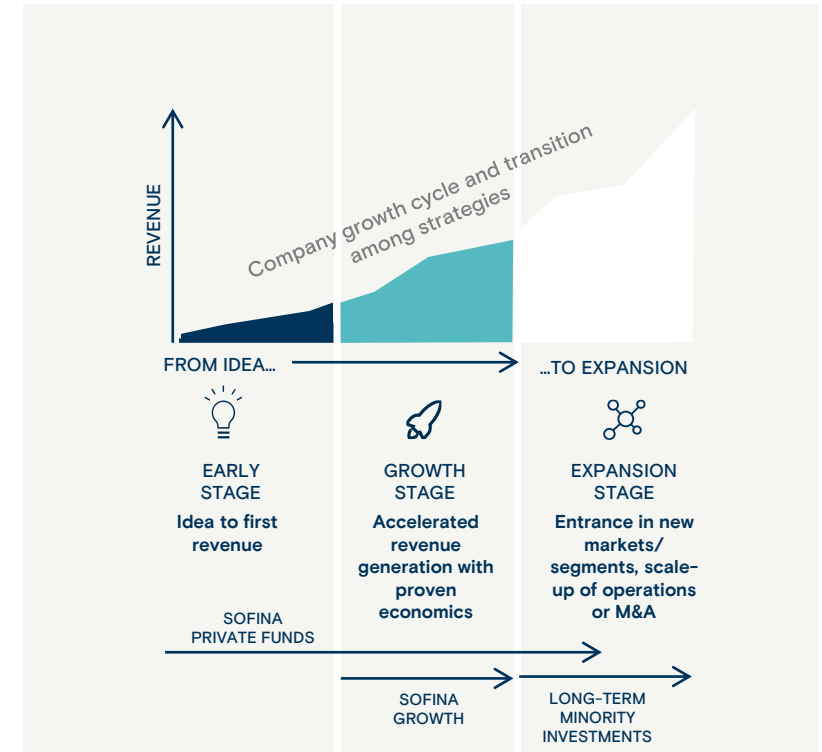 Company growth cycle and transition
among strategies
REVENUE
FROM IDEA...
...TO EXPANSION
EARLY
STAGE
Idea to first
revenue
GROWTH
STAGE
Accelerated
revenue
generation with
proven
economics
EXPANSION
STAGE
Entrance in new
markets/
segments, scale-
up of operations
or M&A
SOFINA
PRIVATE FUNDS
SOFINA
GROWTH
LONG-TERM
MINORITY
INVESTMENTS